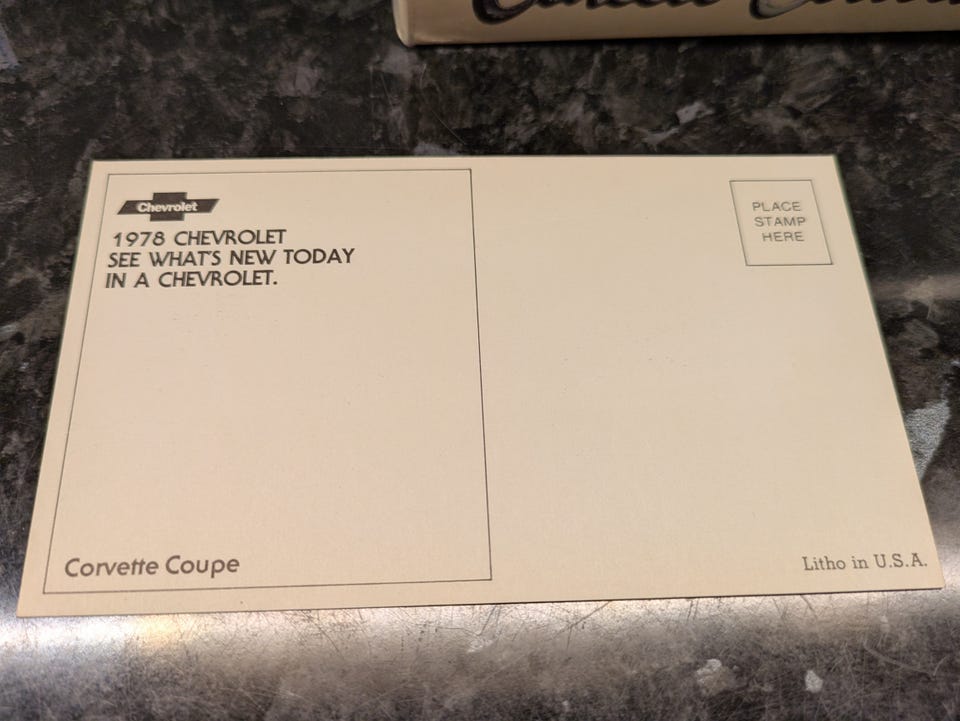 Chevrolet
1978 CHEVROLET
SEE WHAT'S NEW TODAY
IN A CHEVROLET.
Corvette Coupe
PLACE
STAMP
HERE
Litho in U.S.A.